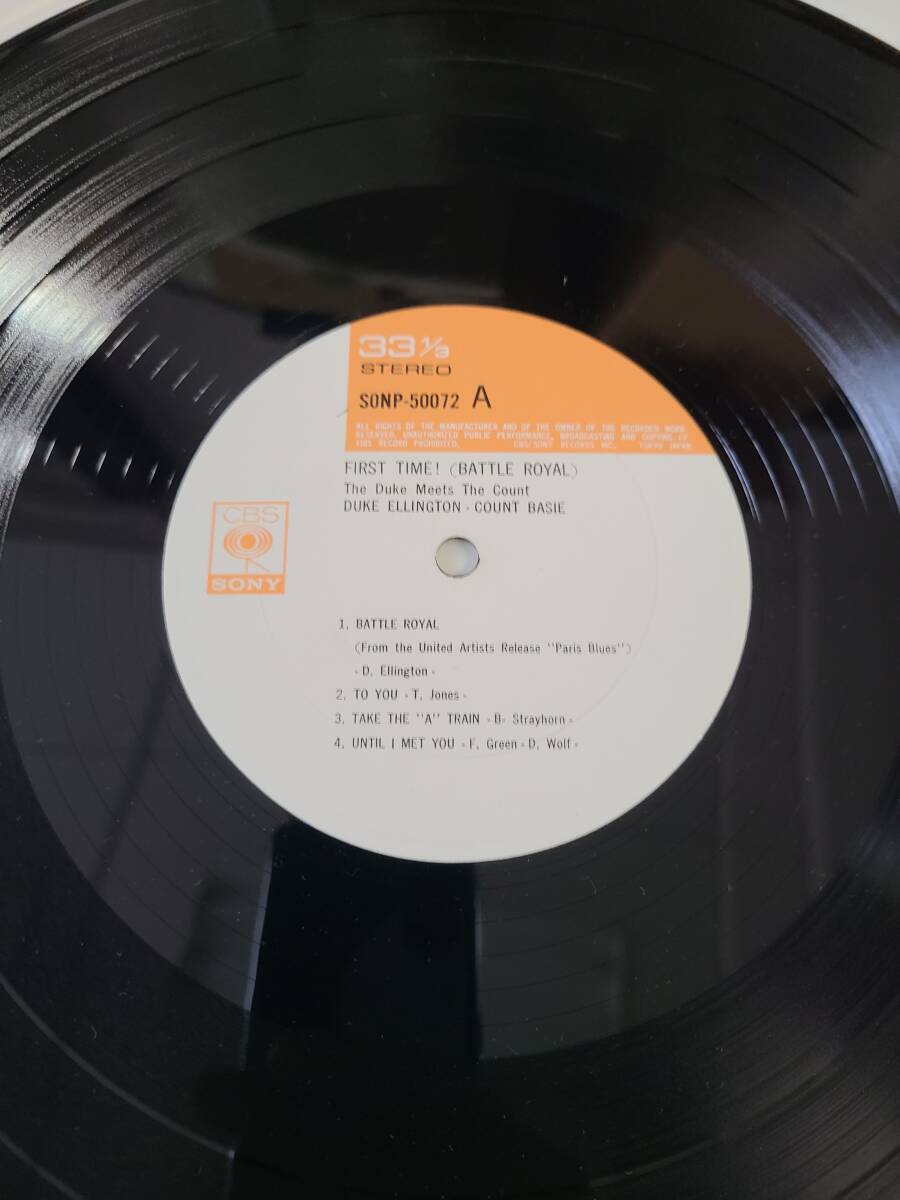 33 1/3
STEREO
SONP-50072 A
ALL RIGHTS OF THE MANUFACTURER AND OF THE OWNER OF THE RECORDED WORK
RESERVED. UNAUTHORIZED PUBLIC PERFORMANCE, BROADCASTING AND COPYING OF
THIS RECORD PROHIBITED. CBS/SONY RECORDS INC. TOKYO JAPAN.
FIRST TIME! (BATTLE ROYAL)
The Duke Meets The Count
DUKE ELLINGTON・COUNT BASIE
CBS
SONY
1. BATTLE ROYAL
(From the United Artists Release "Paris Blues")
・D. Ellington・
2. TO YOU・T. Jones・
3. TAKE THE "A" TRAIN・B. Strayhorn・
4. UNTIL I MET YOU・F. Green・D. Wolf・